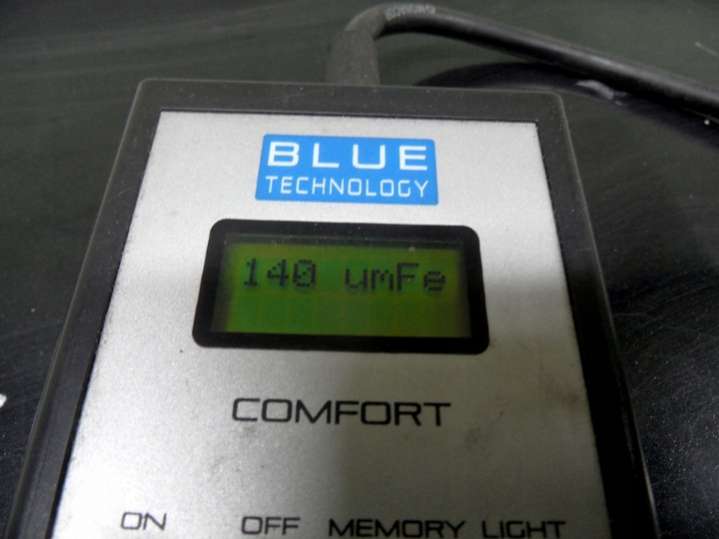 BLUE
TECHNOLOGY
140 umFe
COMFORT
ON OFF MEMORY LIGHT